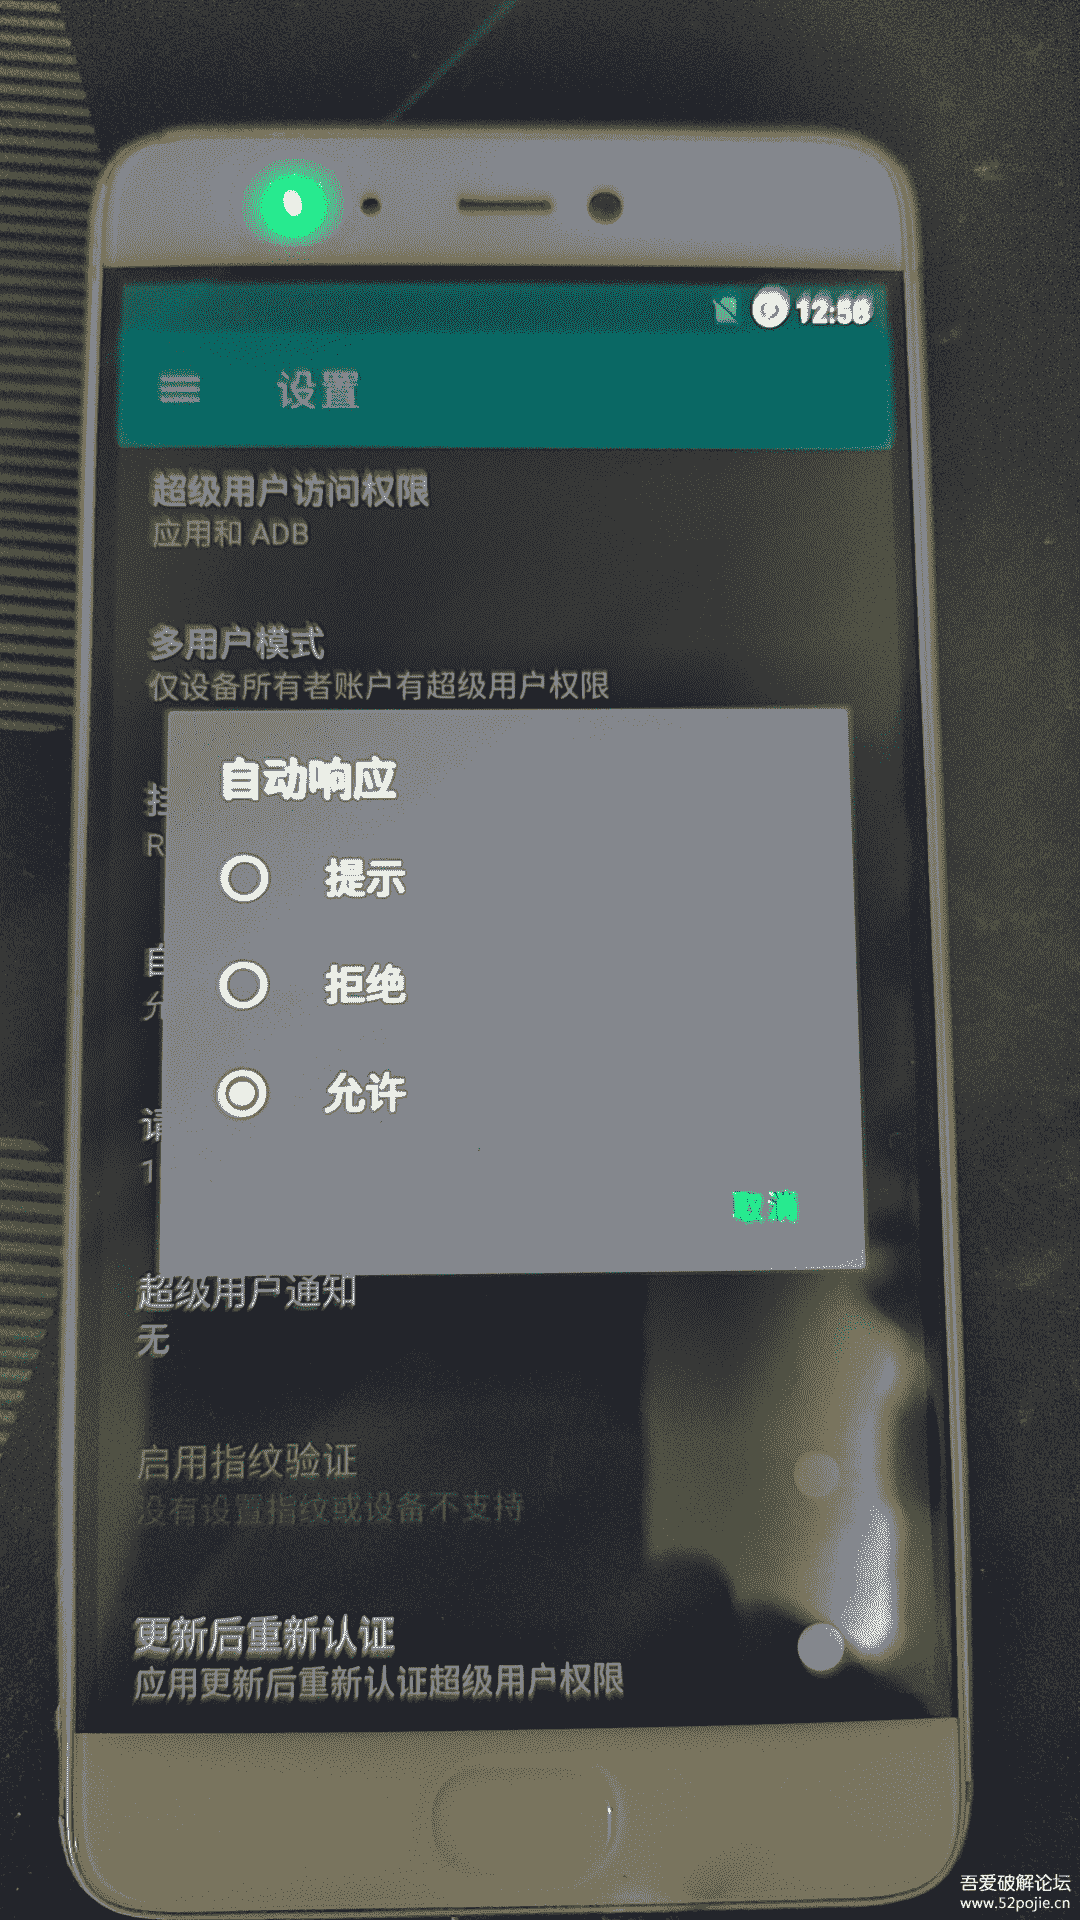 12:56
设置
超级用户访问权限
应用和 ADB
多用户模式
仅设备所有者账户有超级用户权限
R
自动响应
提示
自
拒绝
允
允许
请
1
取消
超级用户通知
无
启用指纹验证
没有设置指纹或设备不支持
更新后重新认证
应用更新后重新认证超级用户权限
吾爱破解论坛
www.52pojie.cn